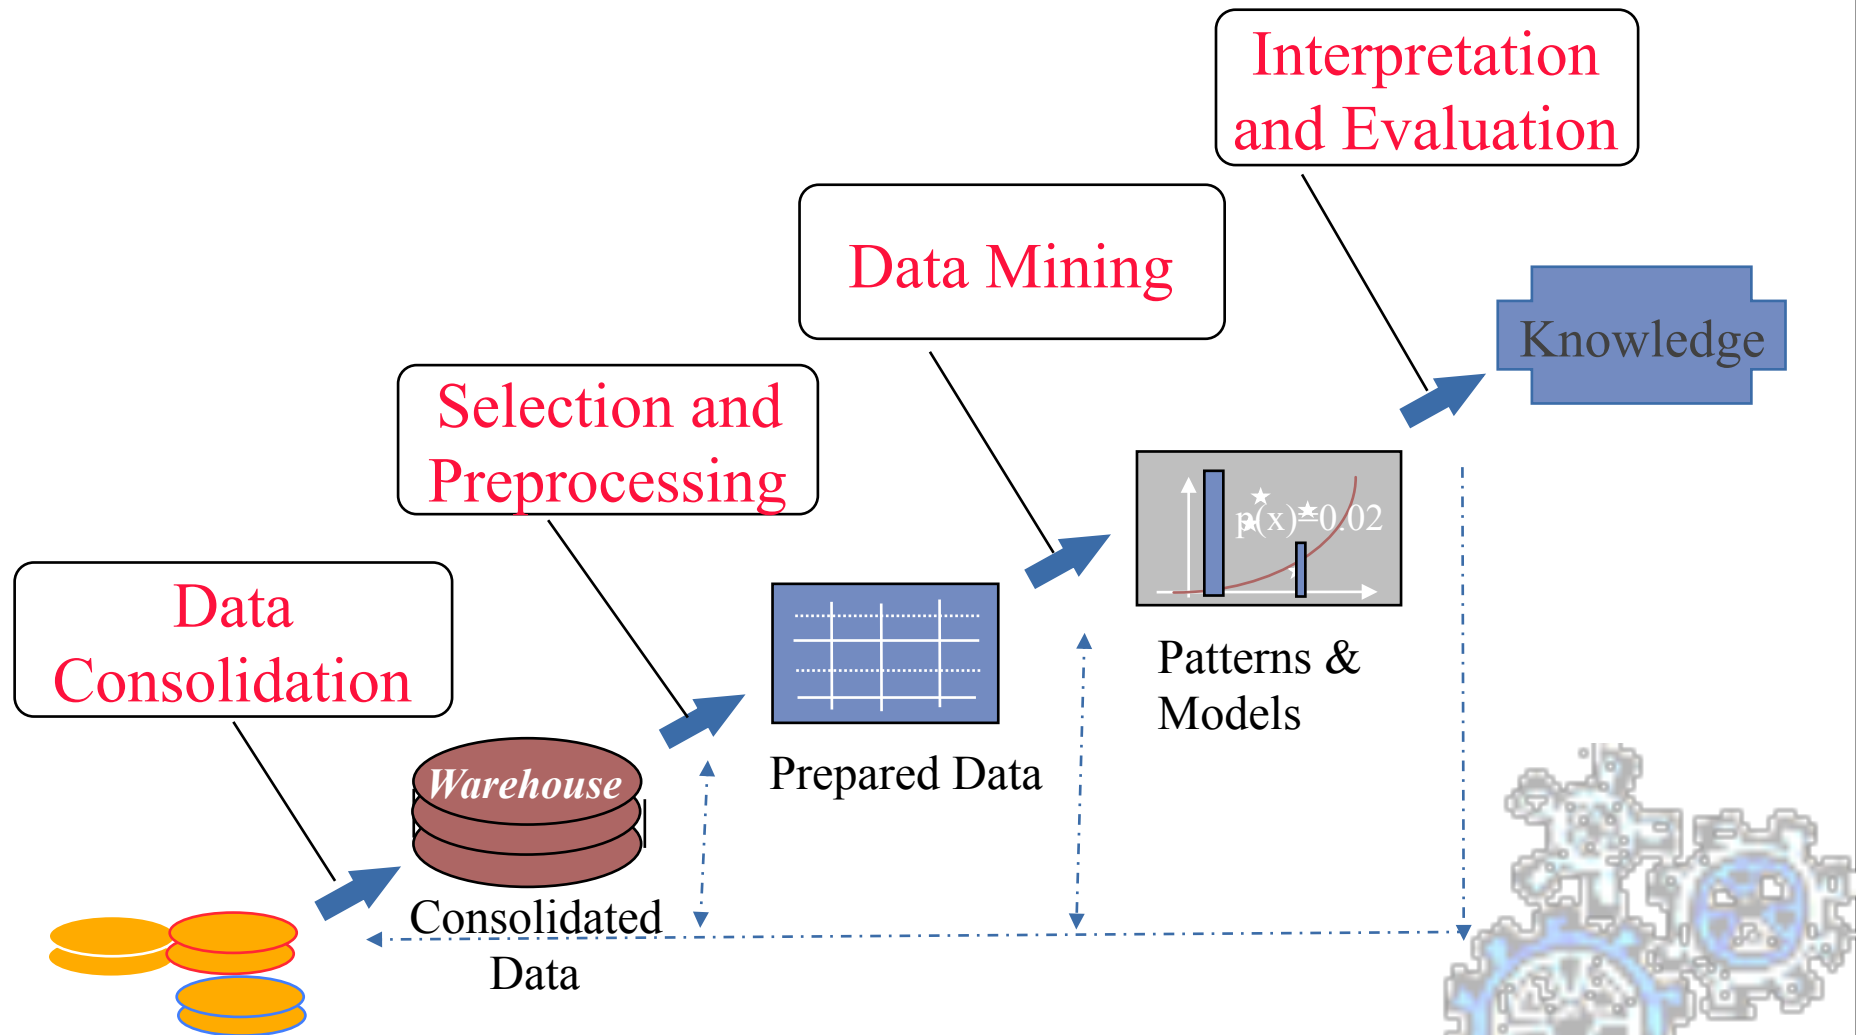 Interpretation
and Evaluation
Data Mining
Knowledge
Selection and
Preprocessing
p(x)=0.02
Data
Consolidation
Patterns &
Models
Warehouse
Prepared Data
Consolidated
Data